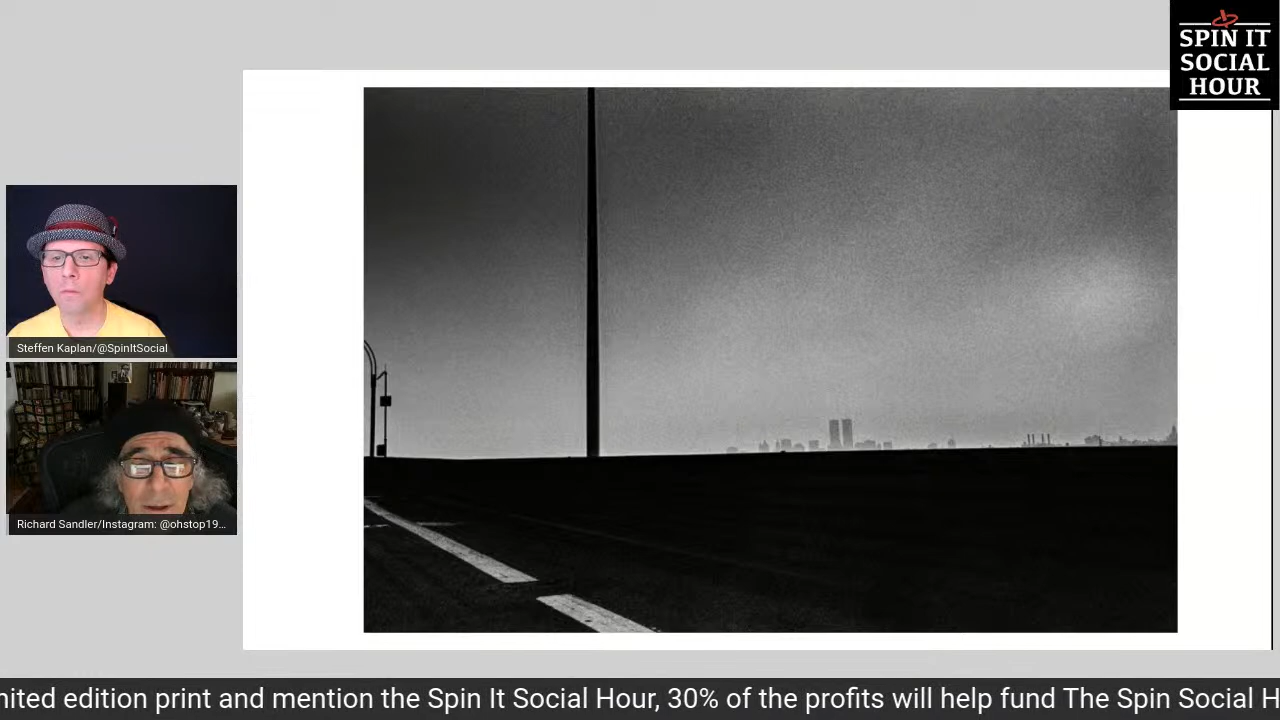 SPIN IT
SOCIAL
HOUR
Steffen Kaplan/@SpinItSocial
Richard Sandler/Instagram: @ohstop19...
edition print and mention the Spin It Social Hour, 30% of the profits will help fund The Spin Social